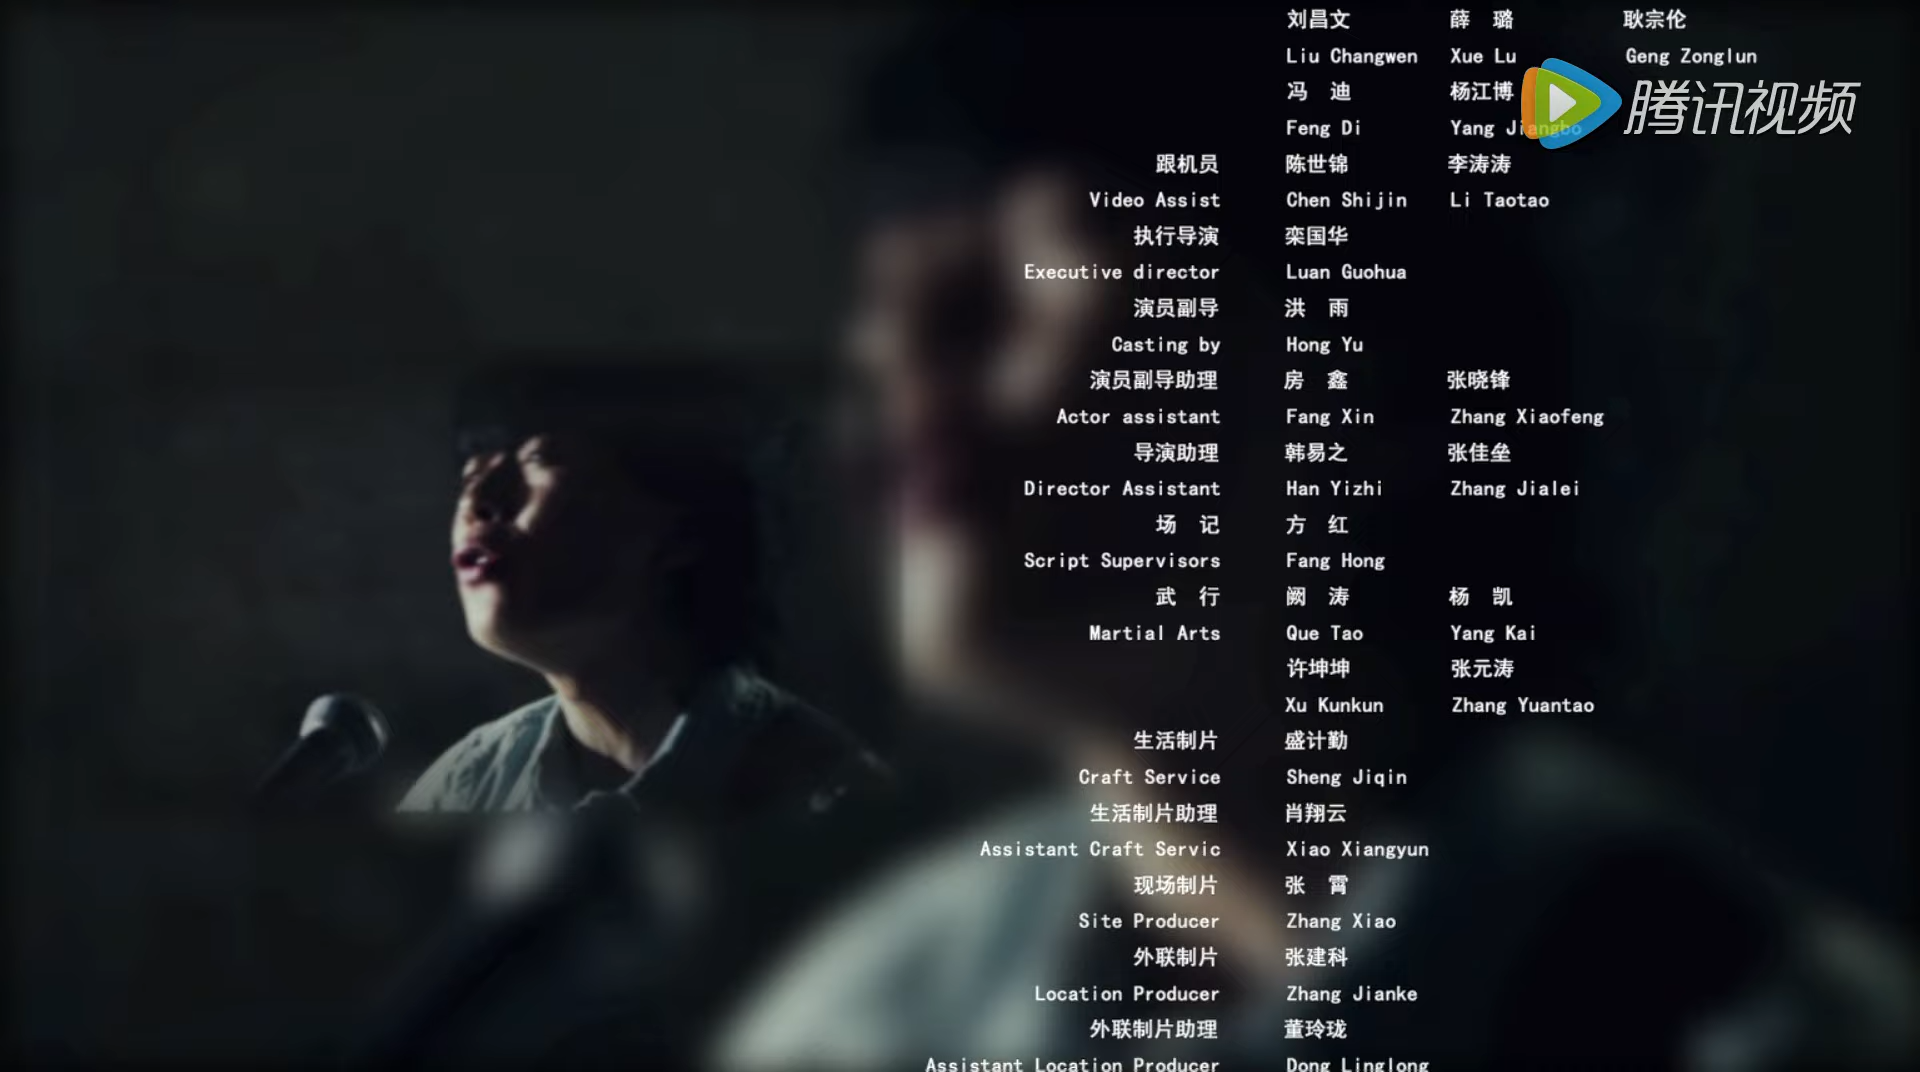 刘昌文 薛 璐 耿宗伦
Liu Changwen Xue Lu Geng Zonglun
冯 迪 杨江博
Feng Di Yang Jiangbo
腾讯视频
跟机员 陈世锦 李涛涛
Video Assist Chen Shijin Li Taotao
执行导演 栾国华
Executive director Luan Guohua
演员副导 洪 雨
Casting by Hong Yu
演员副导助理 房 鑫 张晓锋
Actor assistant Fang Xin Zhang Xiaofeng
导演助理 韩易之 张佳垒
Director Assistant Han Yizhi Zhang Jialei
场 记 方 红
Script Supervisors Fang Hong
武 行 阙 涛 杨 凯
Martial Arts Que Tao Yang Kai
许坤坤 张元涛
Xu Kunkun Zhang Yuantao
生活制片 盛计勤
Craft Service Sheng Jiqin
生活制片助理 肖翔云
Assistant Craft Servic Xiao Xiangyun
现场制片 张 霄
Site Producer Zhang Xiao
外联制片 张建科
Location Producer Zhang Jianke
外联制片助理 董玲珑
Assistant Location Producer Dong Linglong